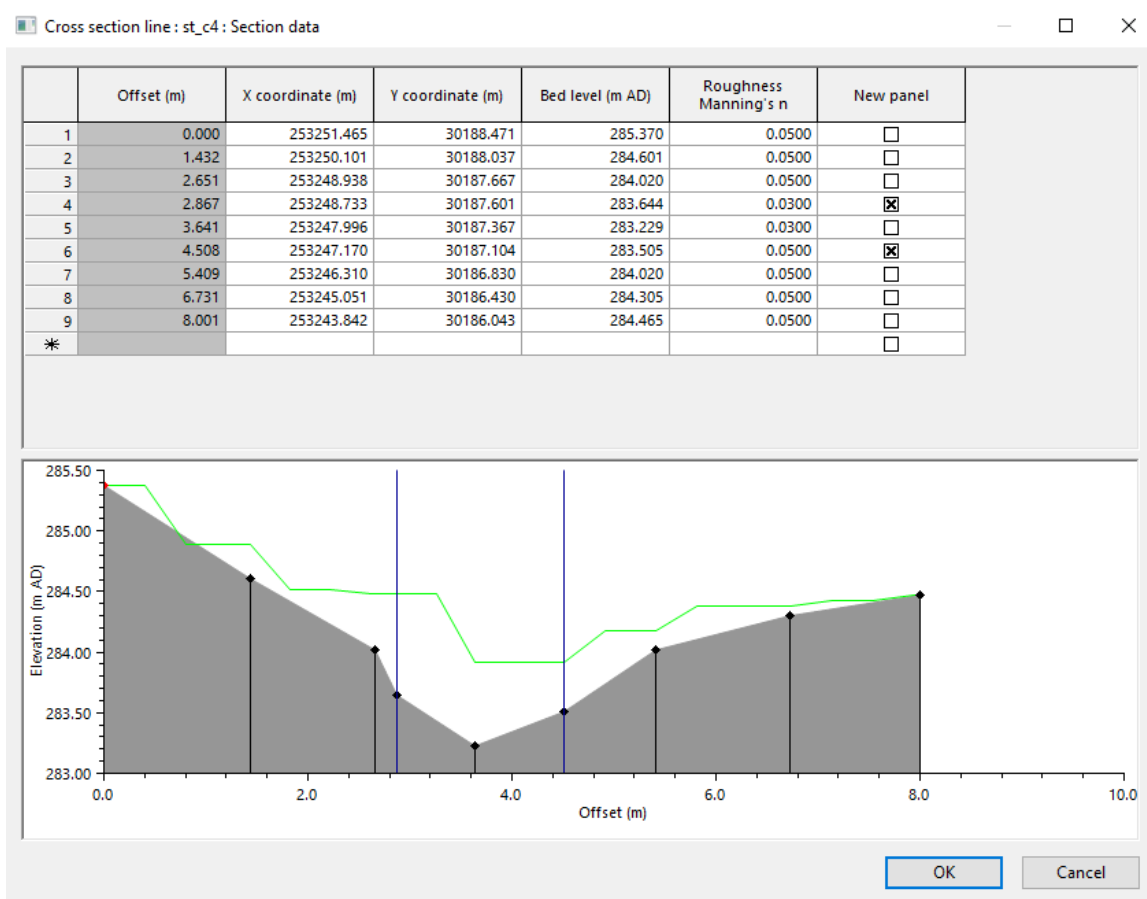 Cross section line : st_c4 : Section data
Offset (m) X coordinate (m) Y coordinate (m) Bed level (m AD) Roughness Manning's n New panel
1 0.000 253251.465 30188.471 285.370 0.0500
2 1.432 253250.101 30188.037 284.601 0.0500
3 2.651 253248.938 30187.667 284.020 0.0500
4 2.867 253248.733 30187.601 283.644 0.0300
5 3.641 253247.996 30187.367 283.229 0.0300
6 4.508 253247.170 30187.104 283.505 0.0500
7 5.409 253246.310 30186.830 284.020 0.0500
8 6.731 253245.051 30186.430 284.305 0.0500
9 8.001 253243.842 30186.043 284.465 0.0500
285.50
285.00
284.50
284.00
283.50
283.00
Elevation (m AD)
0.0 2.0 4.0 6.0 8.0 10.0
Offset (m)
OK Cancel